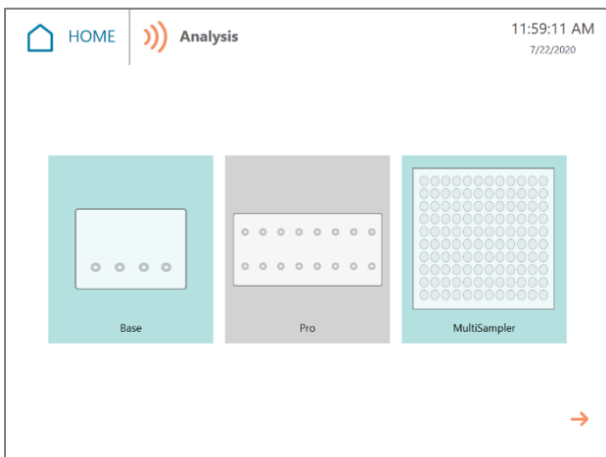 HOME
Analysis
11:59:11 AM
7/22/2020
Base
Pro
MultiSampler